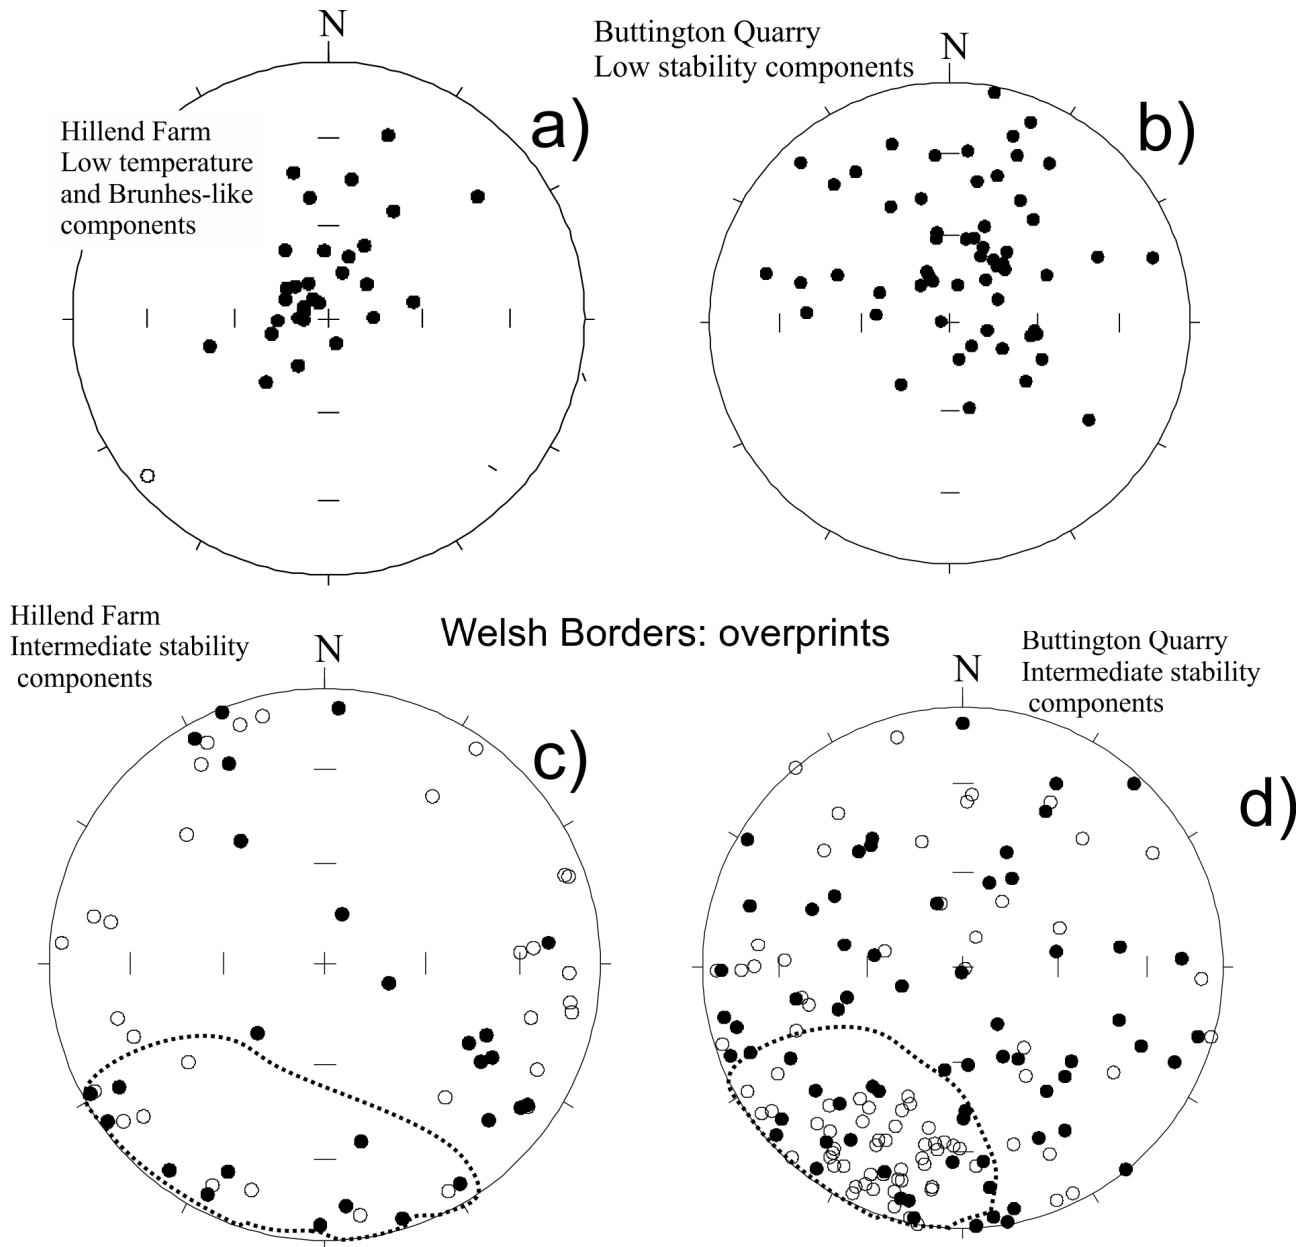 N
a)
Hillend Farm
Low temperature
and Brunhes-like
components
Buttington Quarry
Low stability components
N
b)
Hillend Farm
Intermediate stability
components
N
c)
Welsh Borders: overprints
Buttington Quarry
Intermediate stability
components
N
d)